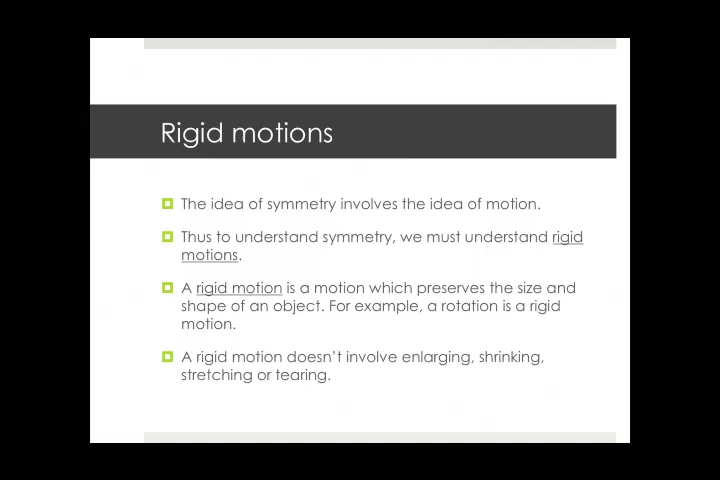 Rigid motions
The idea of symmetry involves the idea of motion.
Thus to understand symmetry, we must understand rigid
motions.
A rigid motion is a motion which preserves the size and
shape of an object. For example, a rotation is a rigid
motion.
A rigid motion doesn't involve enlarging, shrinking,
stretching or tearing.